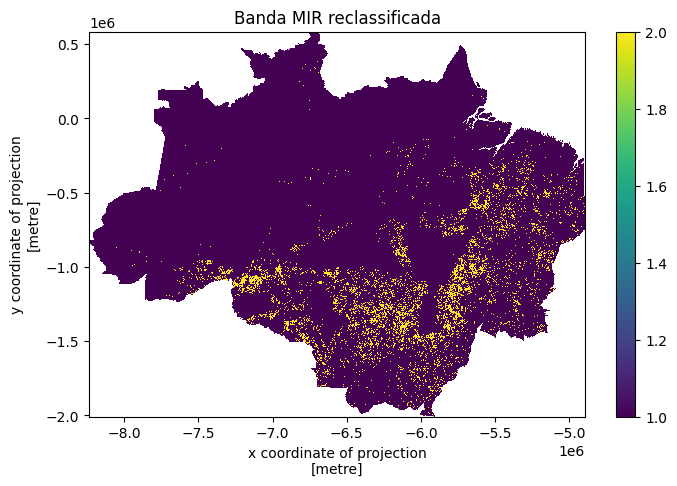 Banda MIR reclassificada
1e6
0.5
0.0
−0.5
−1.0
−1.5
−2.0
y coordinate of projection
[metre]
−8.0 −7.5 −7.0 −6.5 −6.0 −5.5 −5.0
1e6
x coordinate of projection
[metre]
2.0
1.8
1.6
1.4
1.2
1.0